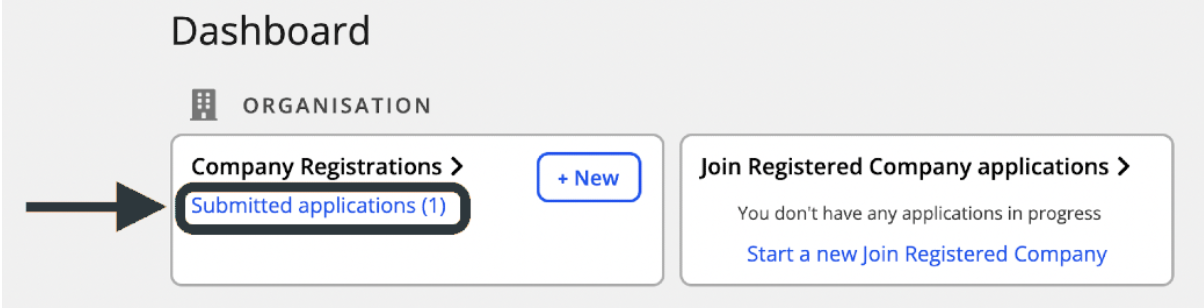 Dashboard
ORGANISATION
Company Registrations
+ New
Submitted applications (1)
Join Registered Company applications
You don't have any applications in progress
Start a new Join Registered Company